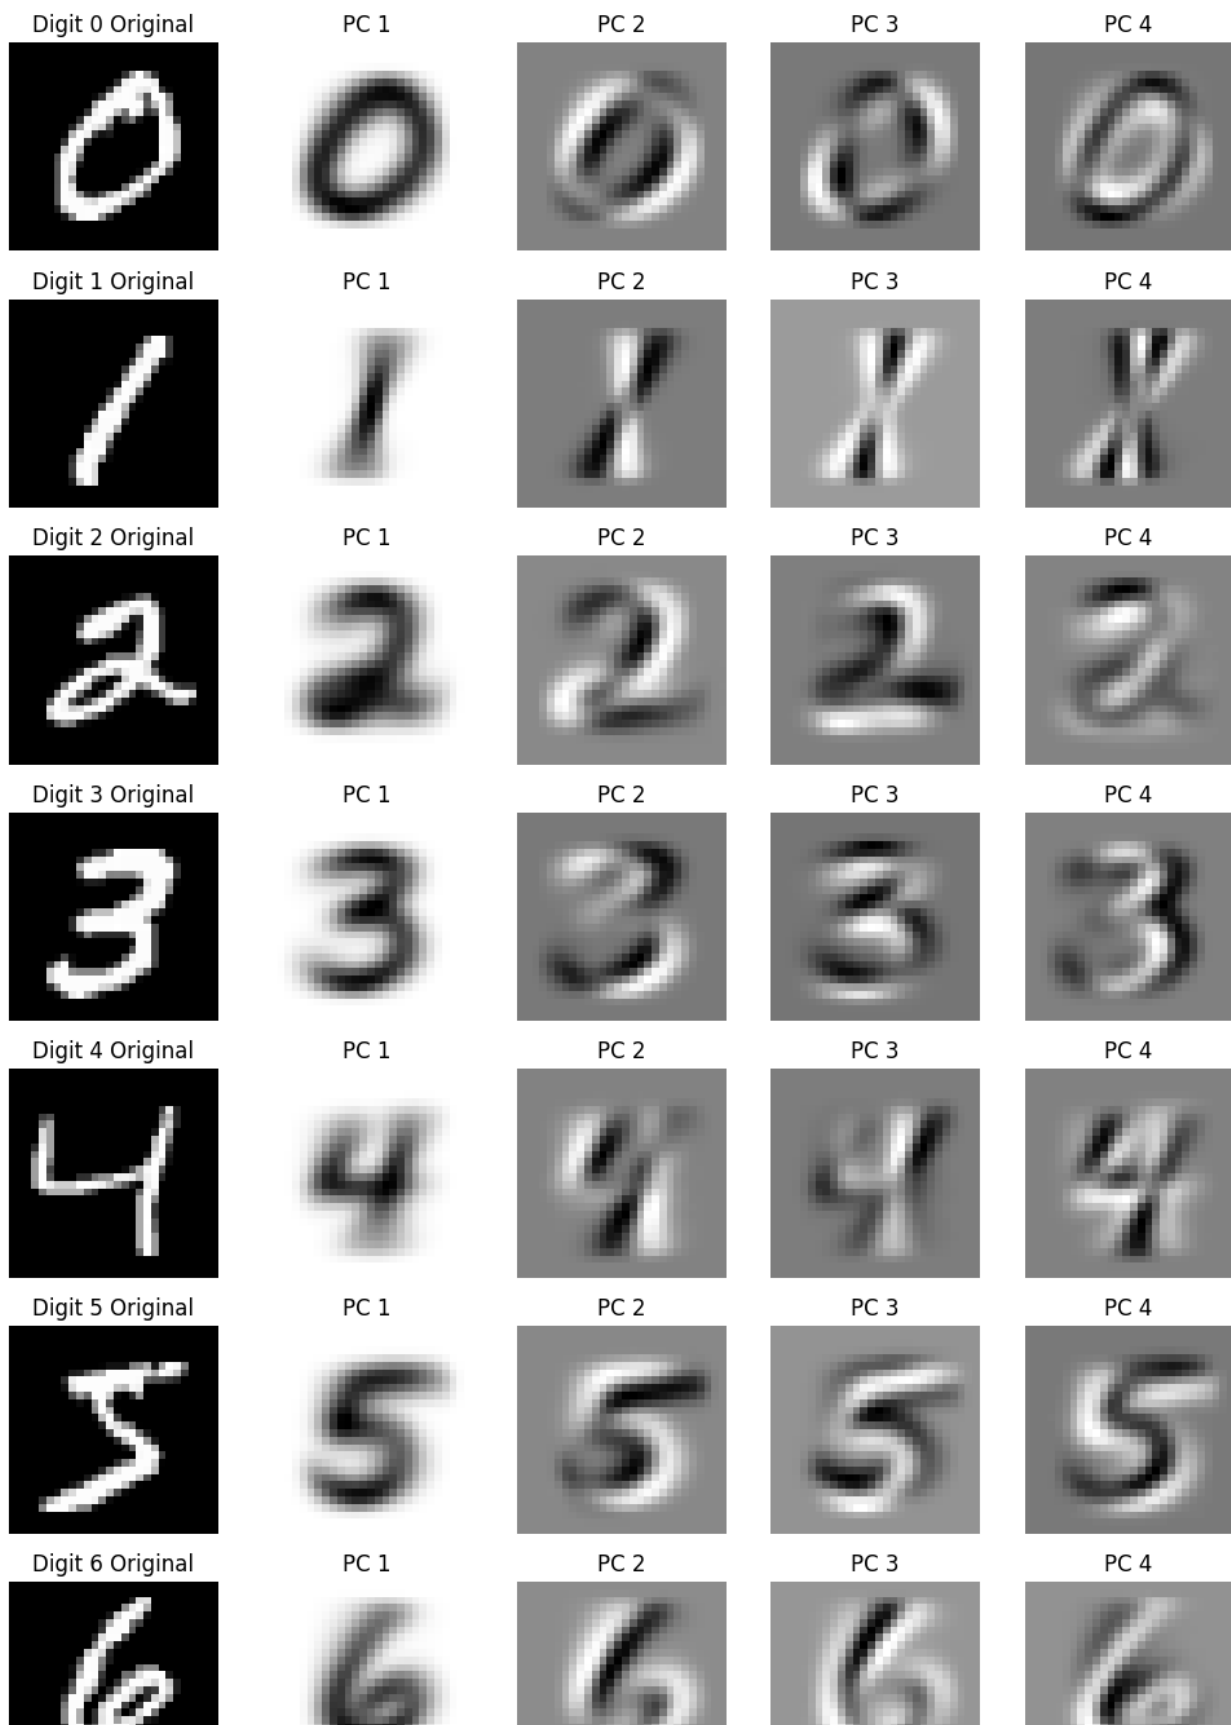 Digit 0 Original PC 1 PC 2 PC 3 PC 4
Digit 1 Original PC 1 PC 2 PC 3 PC 4
Digit 2 Original PC 1 PC 2 PC 3 PC 4
Digit 3 Original PC 1 PC 2 PC 3 PC 4
Digit 4 Original PC 1 PC 2 PC 3 PC 4
Digit 5 Original PC 1 PC 2 PC 3 PC 4
Digit 6 Original PC 1 PC 2 PC 3 PC 4